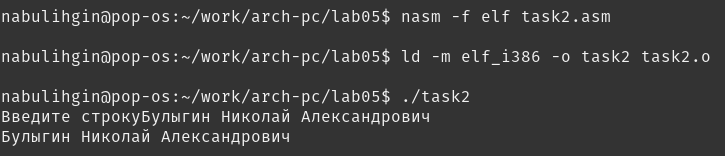 nabulihgin@pop-os:~/work/arch-pc/lab05$ nasm -f elf task2.asm
nabulihgin@pop-os:~/work/arch-pc/lab05$ ld -m elf_i386 -o task2 task2.o
nabulihgin@pop-os:~/work/arch-pc/lab05$ ./task2
Введите строкуБулыгин Николай Александрович
Булыгин Николай Александрович